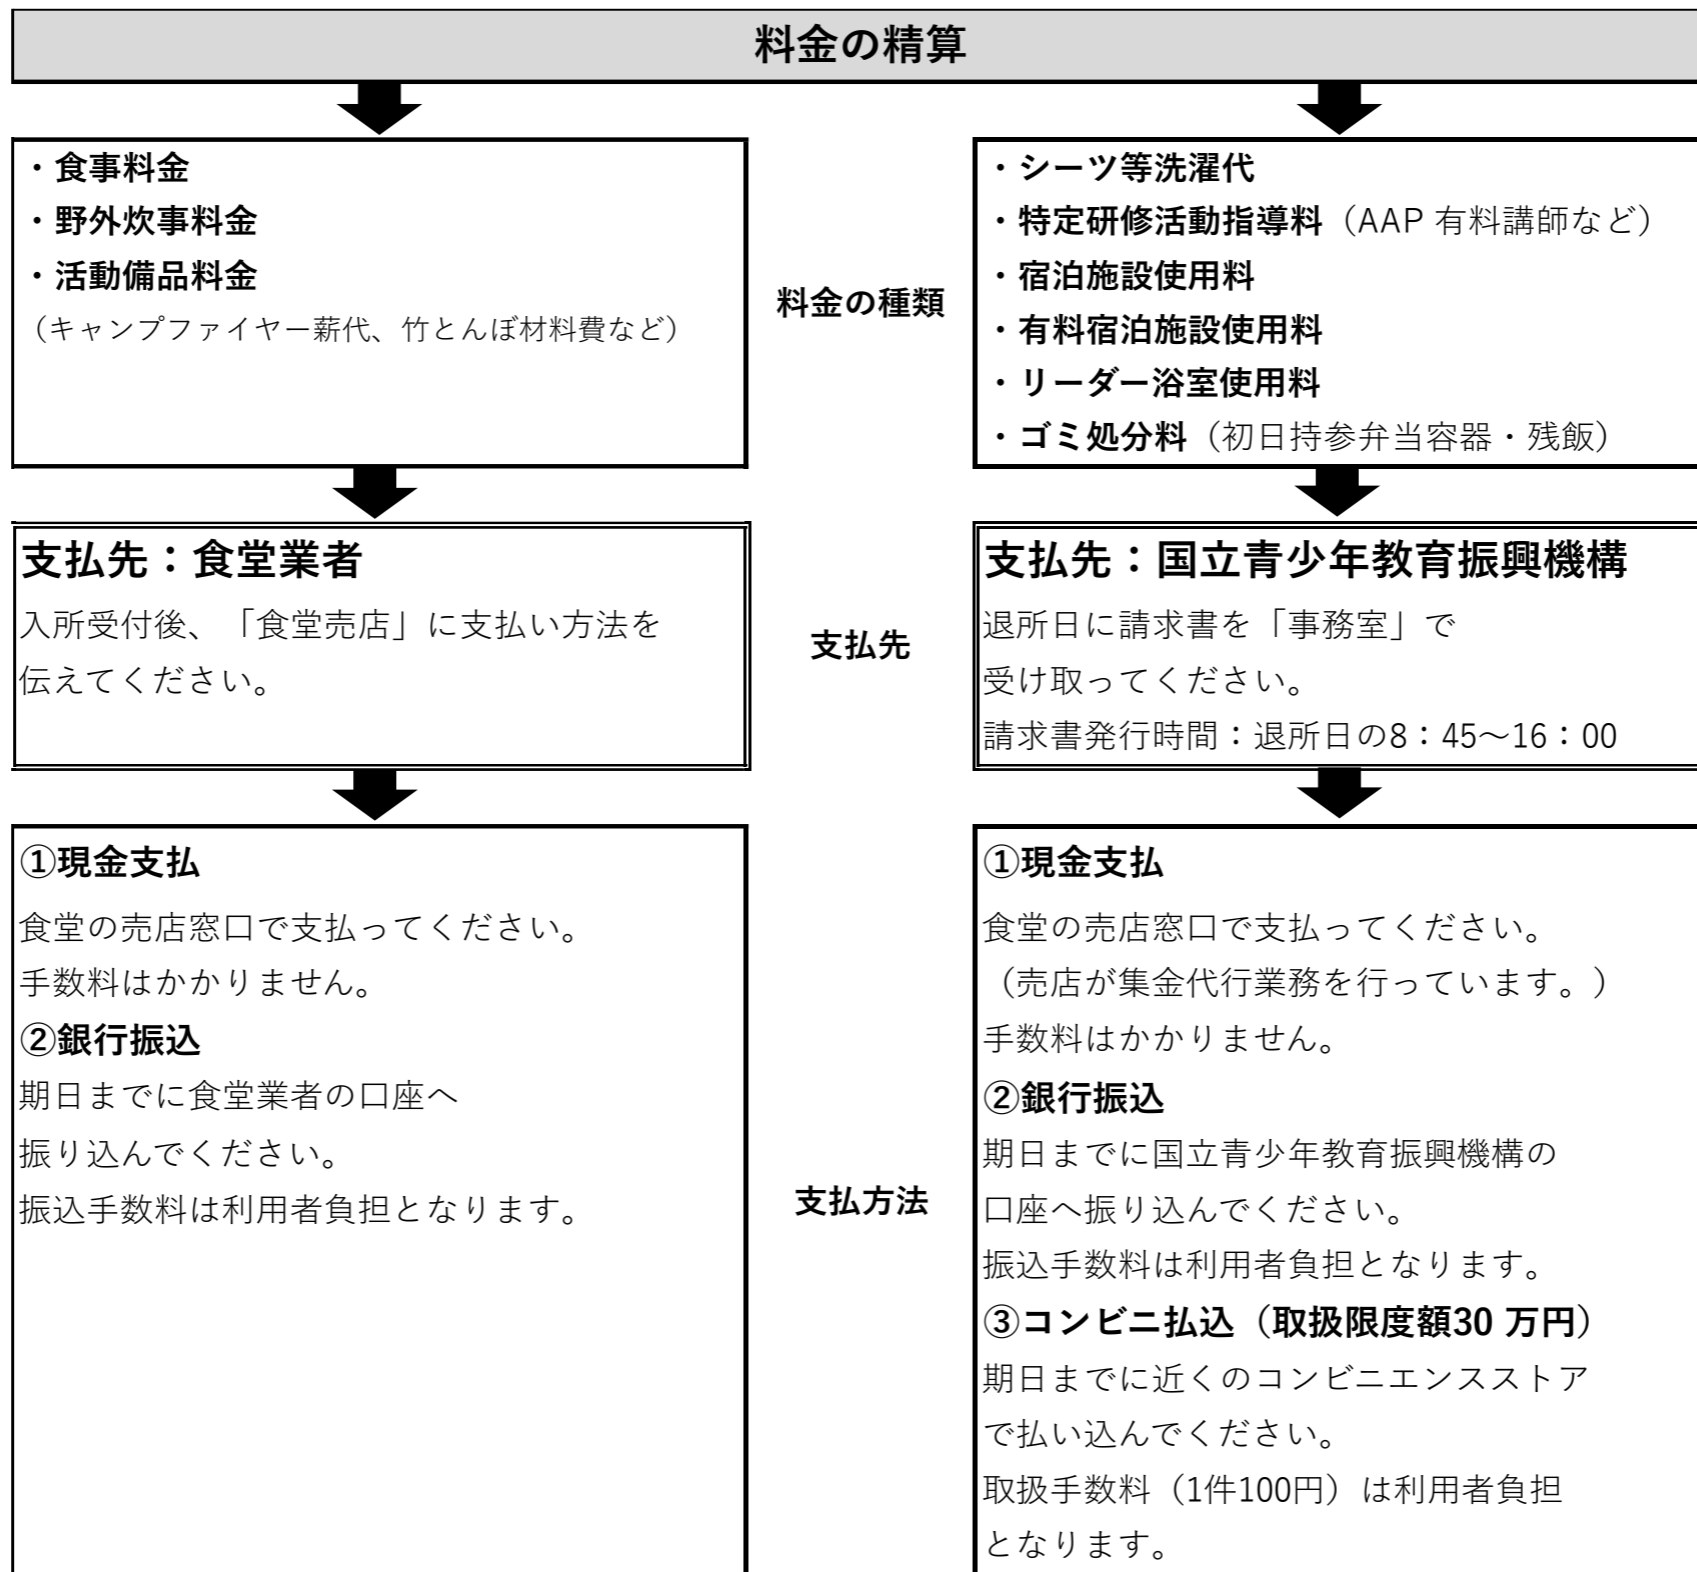 料金の精算
・食事料金
・野外炊事料金
・活動備品料金
（キャンプファイヤー薪代、竹とんぼ材料費など）
料金の種類
・シーツ等洗濯代
・特定研修活動指導料（AAP 有料講師など）
・宿泊施設使用料
・有料宿泊施設使用料
・リーダー浴室使用料
・ゴミ処分料（初日持参弁当容器・残飯）
支払先：食堂業者
入所受付後、「食堂売店」に支払い方法を
伝えてください。
支払先
支払先：国立青少年教育振興機構
退所日に請求書を「事務室」で
受け取ってください。
請求書発行時間：退所日の8：45～16：00
①現金支払
食堂の売店窓口で支払ってください。
手数料はかかりません。
②銀行振込
期日までに食堂業者の口座へ
振り込んでください。
振込手数料は利用者負担となります。
支払方法
①現金支払
食堂の売店窓口で支払ってください。
（売店が集金代行業務を行っています。）
手数料はかかりません。
②銀行振込
期日までに国立青少年教育振興機構の
口座へ振り込んでください。
振込手数料は利用者負担となります。
③コンビニ払込（取扱限度額30 万円）
期日までに近くのコンビニエンスストア
で払い込んでください。
取扱手数料（1件100円）は利用者負担
となります。